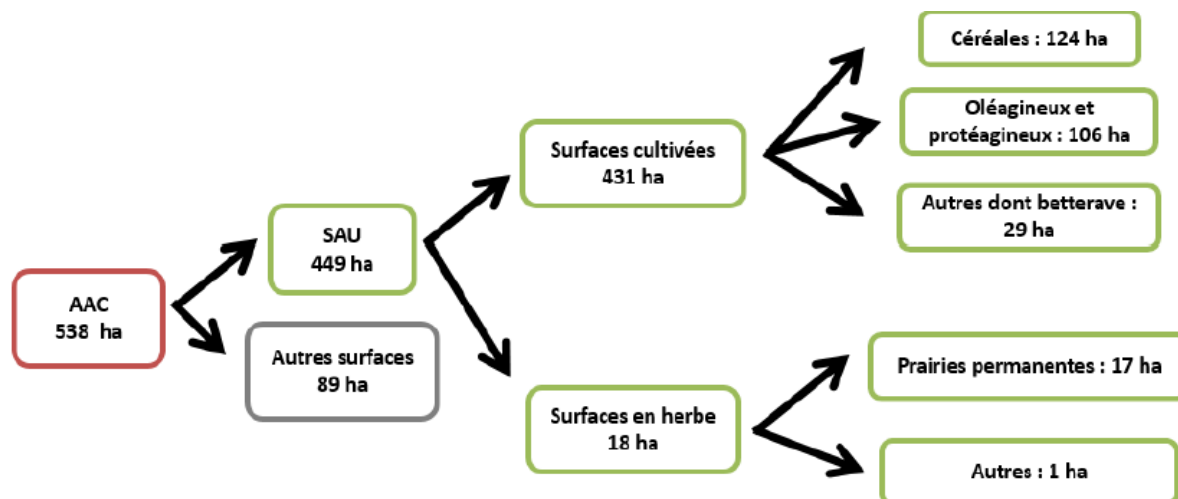 Céréales : 124 ha
Oléagineux et
protéagineux : 106 ha
Surfaces cultivées
431 ha
Autres dont betterave :
29 ha
SAU
449 ha
AAC
538 ha
Autres surfaces
89 ha
Prairies permanentes : 17 ha
Surfaces en herbe
18 ha
Autres : 1 ha